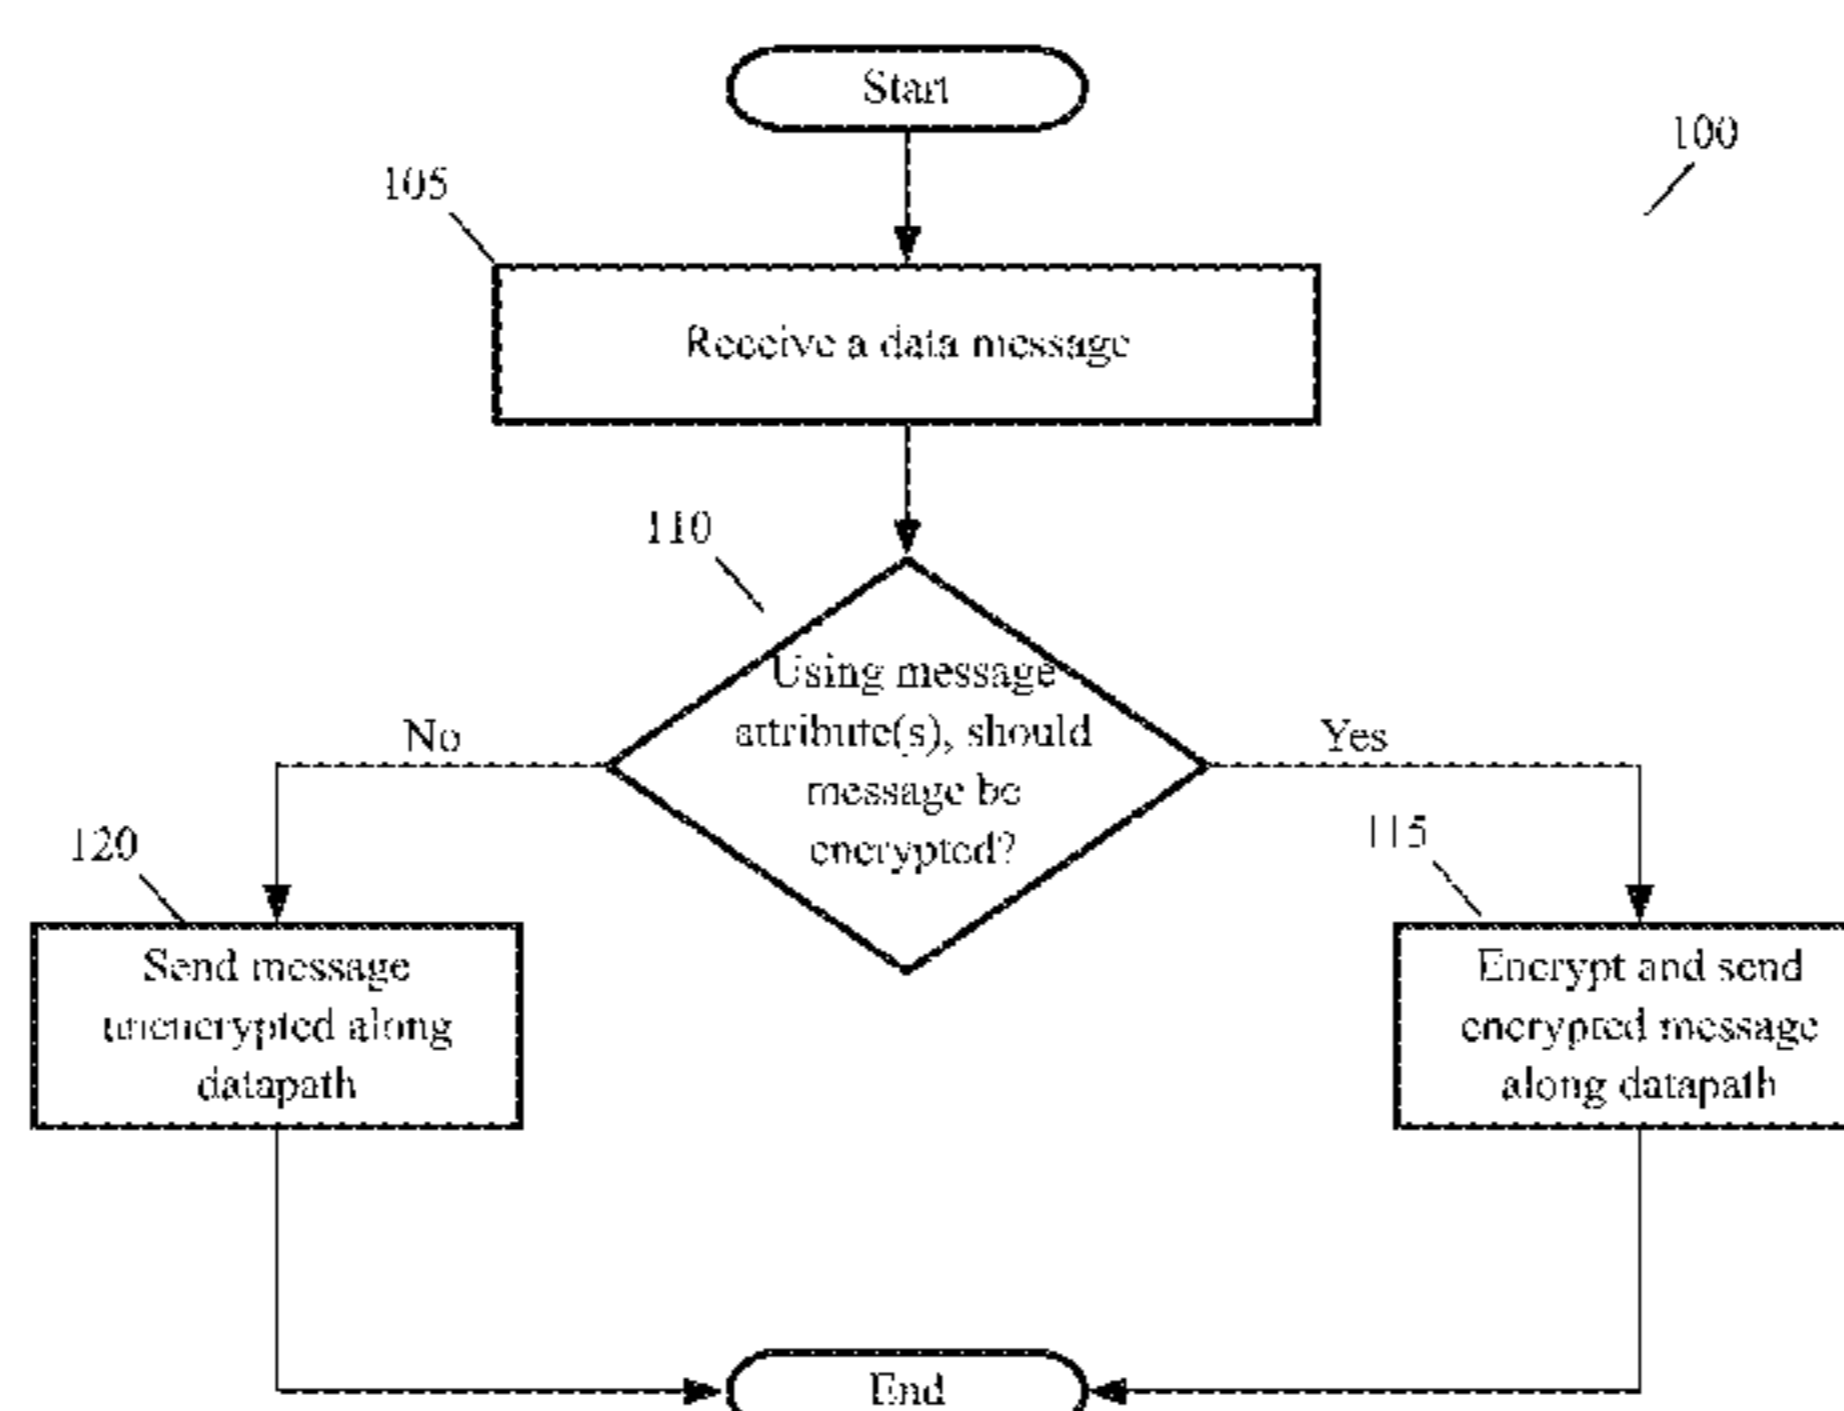 Start
100
105
Receive a data message
110
Using message
attribute(s), should
message be
encrypted?
No
Yes
120
115
Send message
unencrypted along
datapath
Encrypt and send
encrypted message
along datapath
End